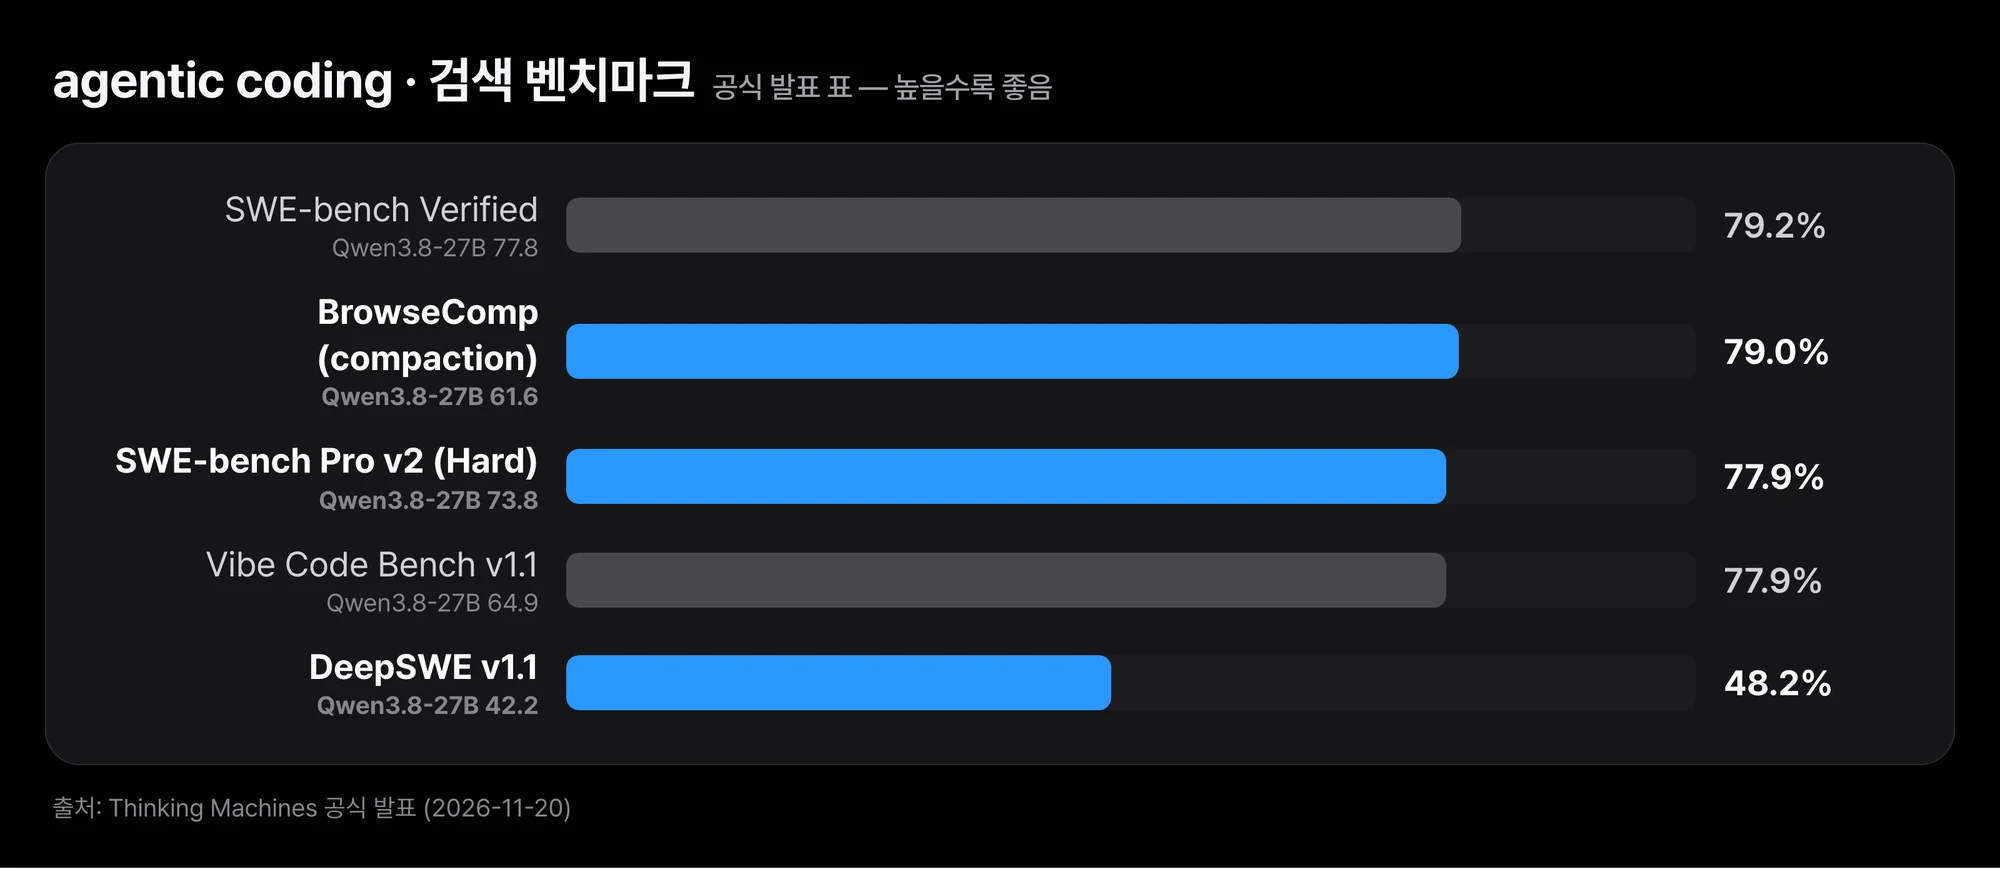 agentic coding · 검색 벤치마크 공식 발표 표 — 높을수록 좋음
SWE-bench Verified
Qwen3.8-27B 77.8
79.2%
BrowseComp
(compaction)
Qwen3.8-27B 61.6
79.0%
SWE-bench Pro v2 (Hard)
Qwen3.8-27B 73.8
77.9%
Vibe Code Bench v1.1
Qwen3.8-27B 64.9
77.9%
DeepSWE v1.1
Qwen3.8-27B 42.2
48.2%
출처: Thinking Machines 공식 발표 (2026-11-20)